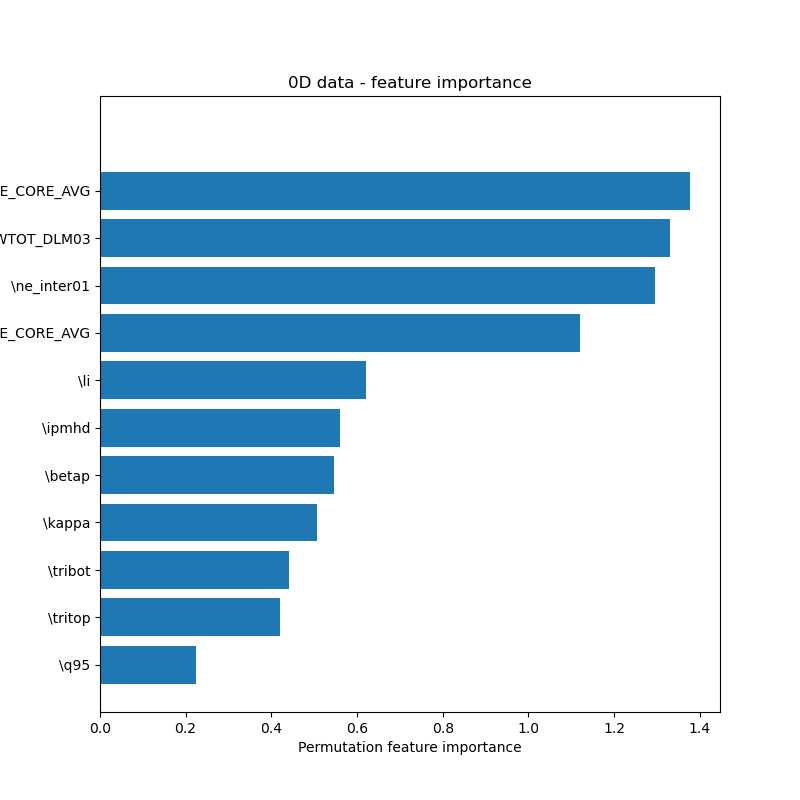 0D data - feature importance
E_CORE_AVG
WTOT_DLM03
\ne_inter01
E_CORE_AVG
\li
\ipmhd
\betap
\kappa
\tribot
\tritop
\q95
0.0 0.2 0.4 0.6 0.8 1.0 1.2 1.4
Permutation feature importance